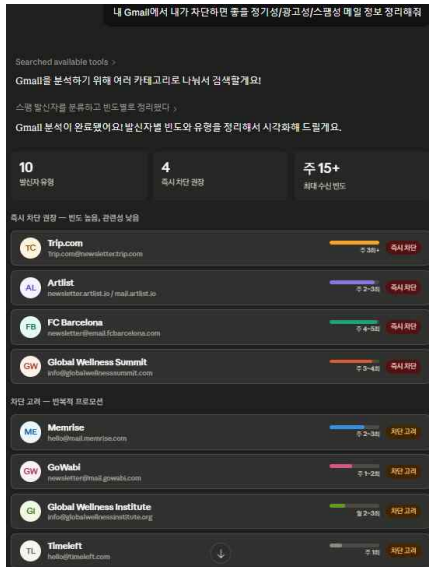 내 Gmail에서 내가 차단하면 좋을 정기성/광고성/스팸성 메일 정보 정리해줘
Searched available tools >
Gmail을 분석하기 위해 여러 카테고리로 나눠서 검색할게요!
스팸 발신자를 분류하고 빈도별로 정리했다 >
Gmail 분석이 완료됐어요! 발신자별 빈도와 유형을 정리해서 시각화해 드릴게요.
10
발신자 유형
4
즉시 차단 권장
주 15+
최대 수신 빈도
즉시 차단 권장 — 빈도 높음, 관련성 낮음
TC
Trip.com
Trip.com@newsletter.trip.com
주 3회+
즉시 차단
AL
Artlist
newsletter.artlist.io / mail.artlist.io
주 2~3회
즉시 차단
FB
FC Barcelona
newsletter@email.fcbarcelona.com
주 4~5회
즉시 차단
GW
Global Wellness Summit
info@globalwellnesssummit.com
주 3~4회
즉시 차단
차단 고려 — 반복적 프로모션
ME
Memrise
hello@mail.memrise.com
주 2~3회
차단 고려
GW
GoWabi
newsletter@mail.gowabi.com
주 1~2회
차단 고려
GI
Global Wellness Institute
info@globalwellnessinstitute.org
월 2~3회
차단 고려
TL
Timeleft
hello@timeleft.com
주 1회
차단 고려